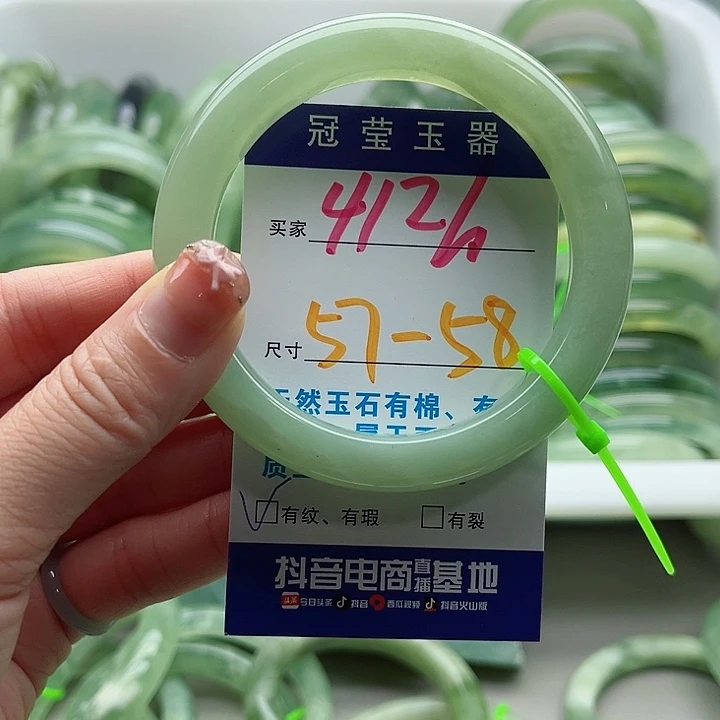 冠莹玉器
买家 412/
尺寸 57-58
然玉石有棉、有
有纹、有瑕 有裂
抖音电商直播基地
今日头条 抖音 西瓜视频 抖音火山版